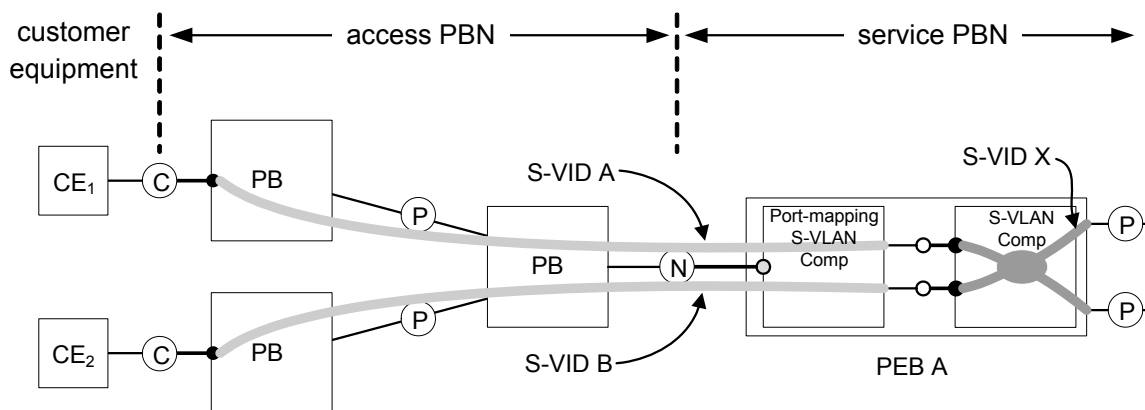 customer
equipment
access PBN
service PBN
S-VID A
S-VID X
CE1
C
PB
P
PB
N
Port-mapping
S-VLAN
Comp
S-VLAN
Comp
P
CE2
C
PB
P
S-VID B
PEB A
P